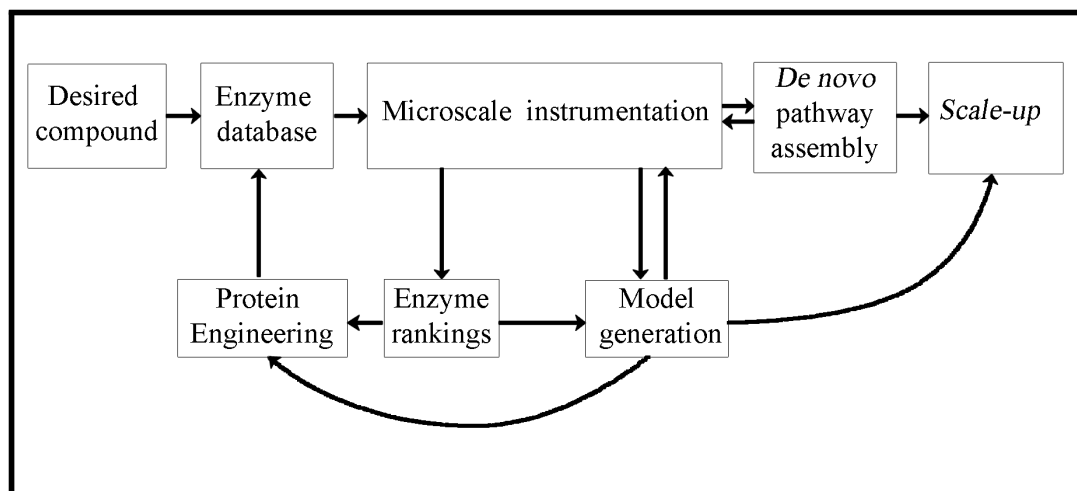 Desired
compound
Enzyme
database
Microscale instrumentation
De novo
pathway
assembly
Scale-up
Protein
Engineering
Enzyme
rankings
Model
generation